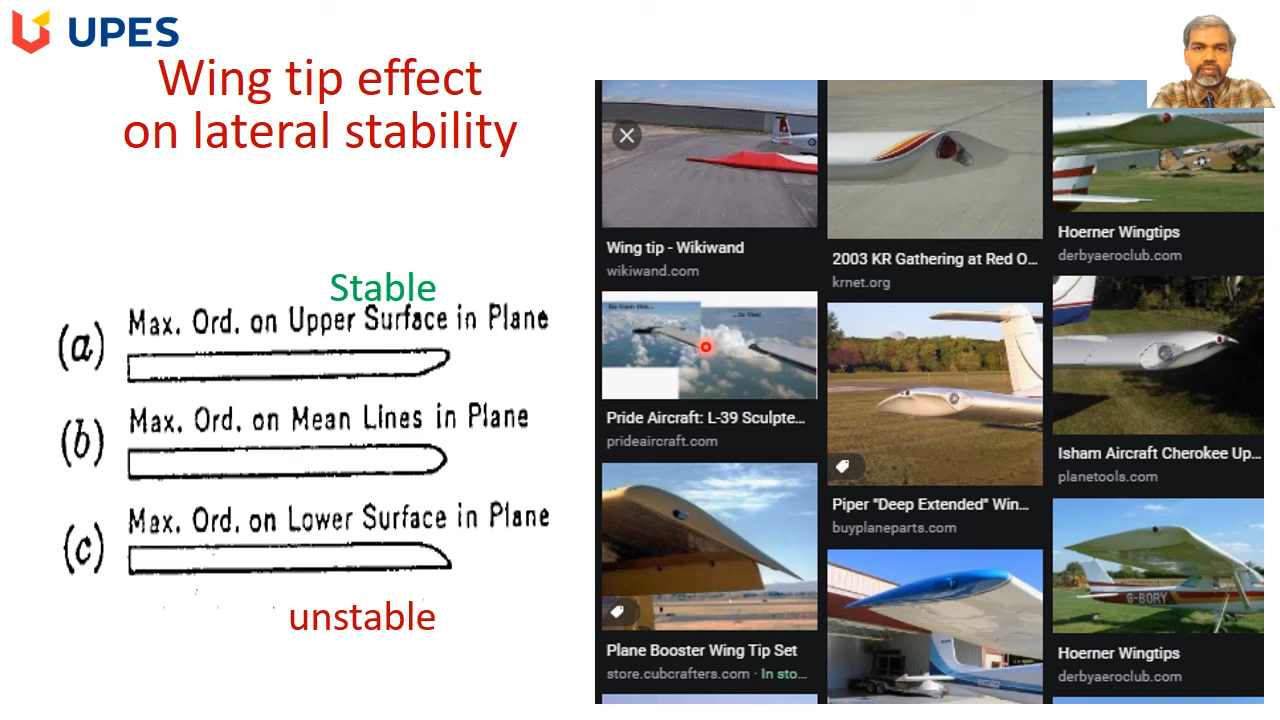 UPES
Wing tip effect
on lateral stability
Stable
(a)
Max. Ord. on Upper Surface in Plane
(b)
Max. Ord. on Mean Lines in Plane
(c)
Max. Ord. on Lower Surface in Plane
unstable
Wing tip - Wikiwand
wikiwand.com
Pride Aircraft: L-39 Sculpte...
prideaircraft.com
Plane Booster Wing Tip Set
store.cubcrafters.com · In sto...
2003 KR Gathering at Red O...
krnet.org
Piper "Deep Extended" Win...
buyplaneparts.com
Hoerner Wingtips
derbyaeroclub.com
Isham Aircraft Cherokee Up...
planetools.com
G-BORY
Hoerner Wingtips
derbyaeroclub.com